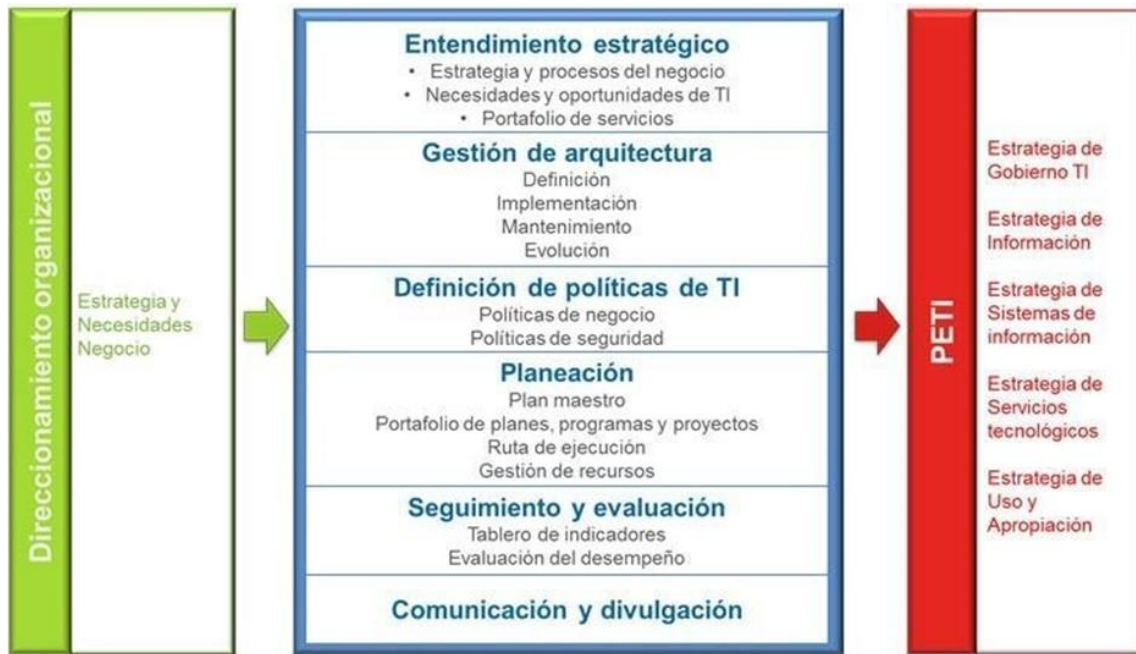 Direccionamiento organizacional
Estrategia y
Necesidades
Negocio
Entendimiento estratégico
• Estrategia y procesos del negocio
• Necesidades y oportunidades de TI
• Portafolio de servicios
Gestión de arquitectura
Definición
Implementación
Mantenimiento
Evolución
Definición de políticas de TI
Políticas de negocio
Políticas de seguridad
Planeación
Plan maestro
Portafolio de planes, programas y proyectos
Ruta de ejecución
Gestión de recursos
Seguimiento y evaluación
Tablero de indicadores
Evaluación del desempeño
Comunicación y divulgación
PETI
Estrategia de
Gobierno TI
Estrategia de
Información
Estrategia de
Sistemas de
información
Estrategia de
Servicios
tecnológicos
Estrategia de
Uso y
Apropiación